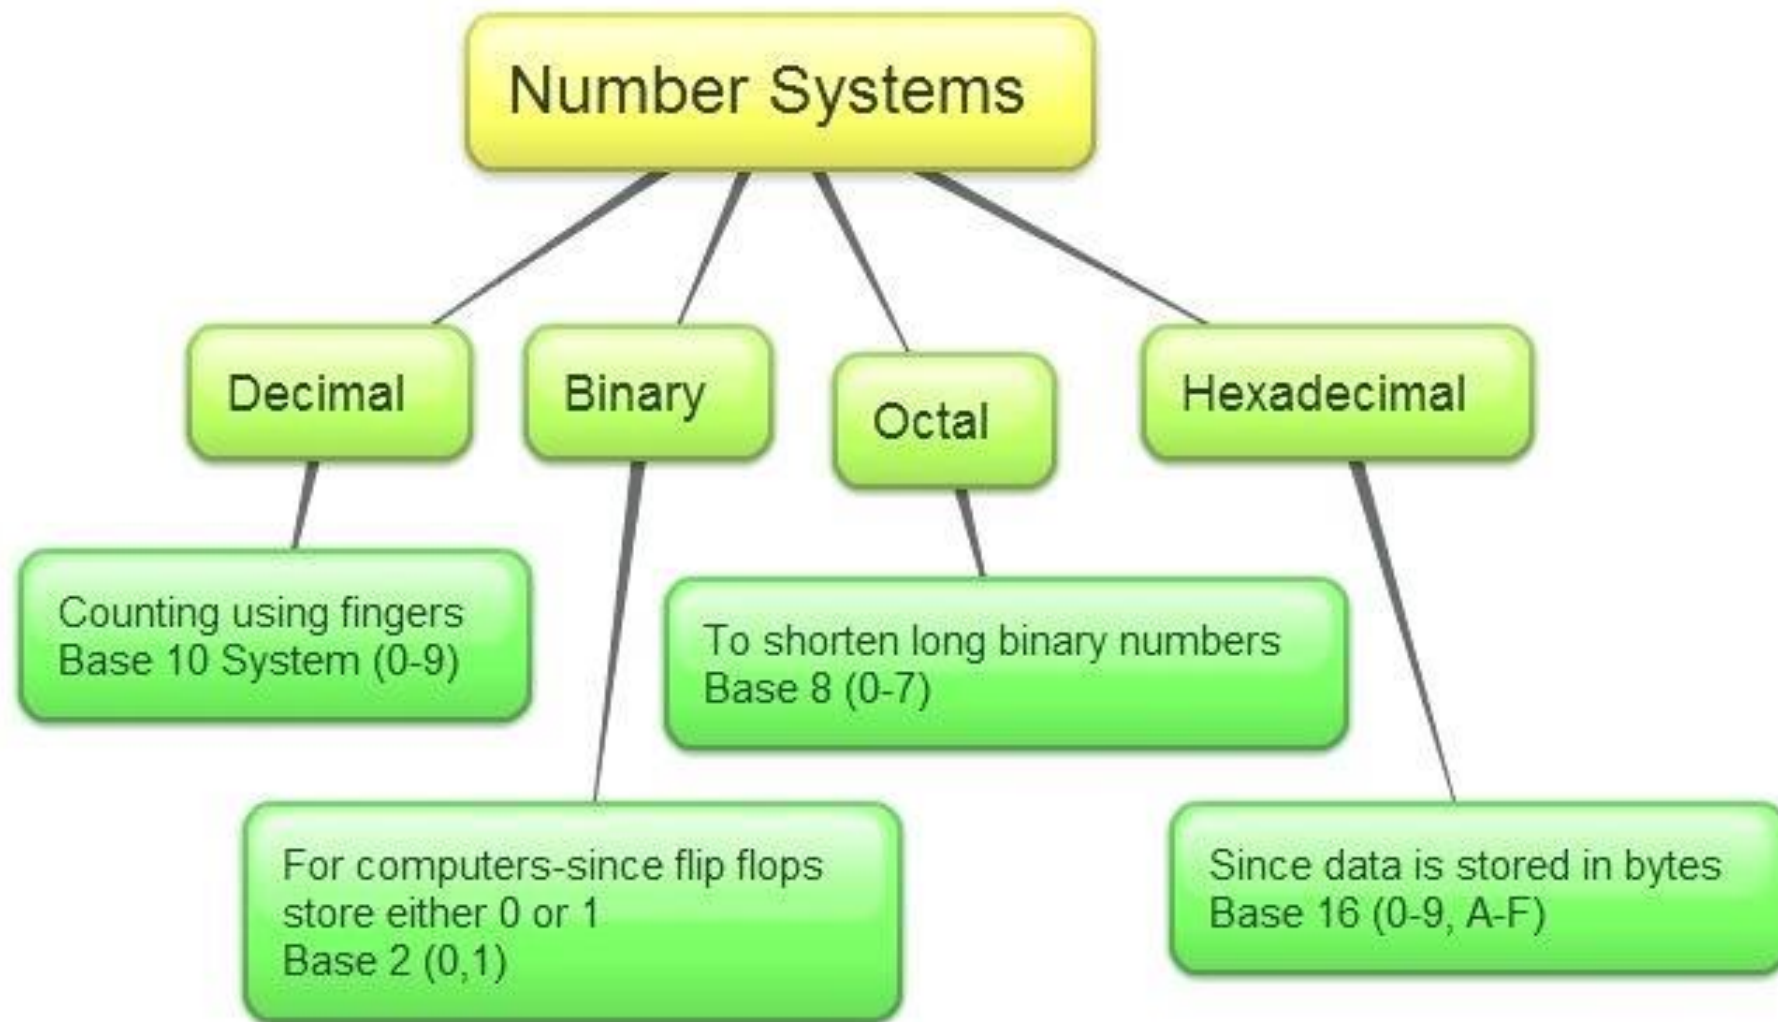 Number Systems
Decimal
Binary
Octal
Hexadecimal
Counting using fingers
Base 10 System (0-9)
To shorten long binary numbers
Base 8 (0-7)
For computers-since flip flops
store either 0 or 1
Base 2 (0,1)
Since data is stored in bytes
Base 16 (0-9, A-F)